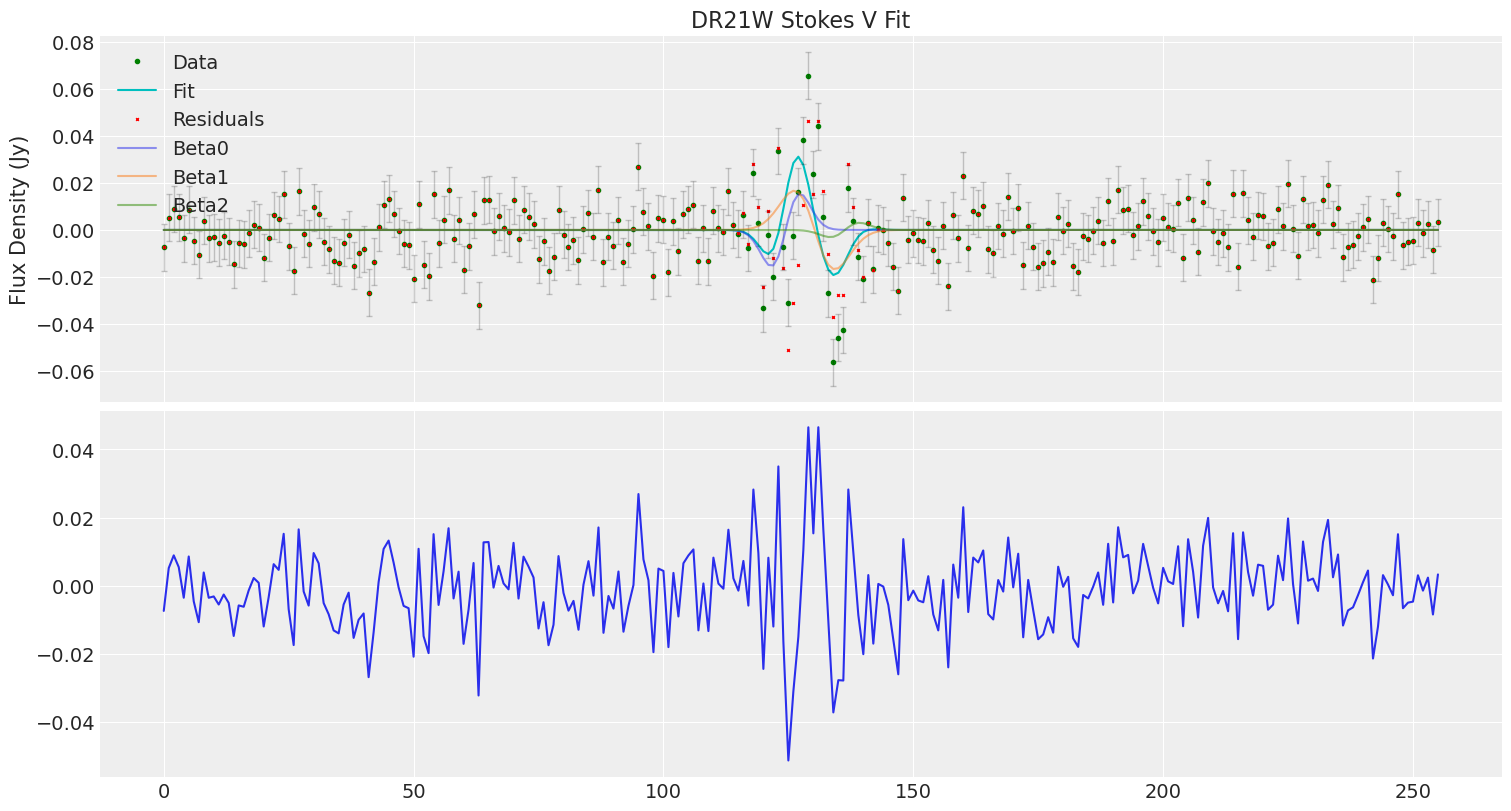 DR21W Stokes V Fit
Flux Density (Jy)
0.08
0.06
0.04
0.02
0.00
−0.02
−0.04
−0.06
Data
Fit
Residuals
Beta0
Beta1
Beta2
0.04
0.02
0.00
−0.02
−0.04
0 50 100 150 200 250